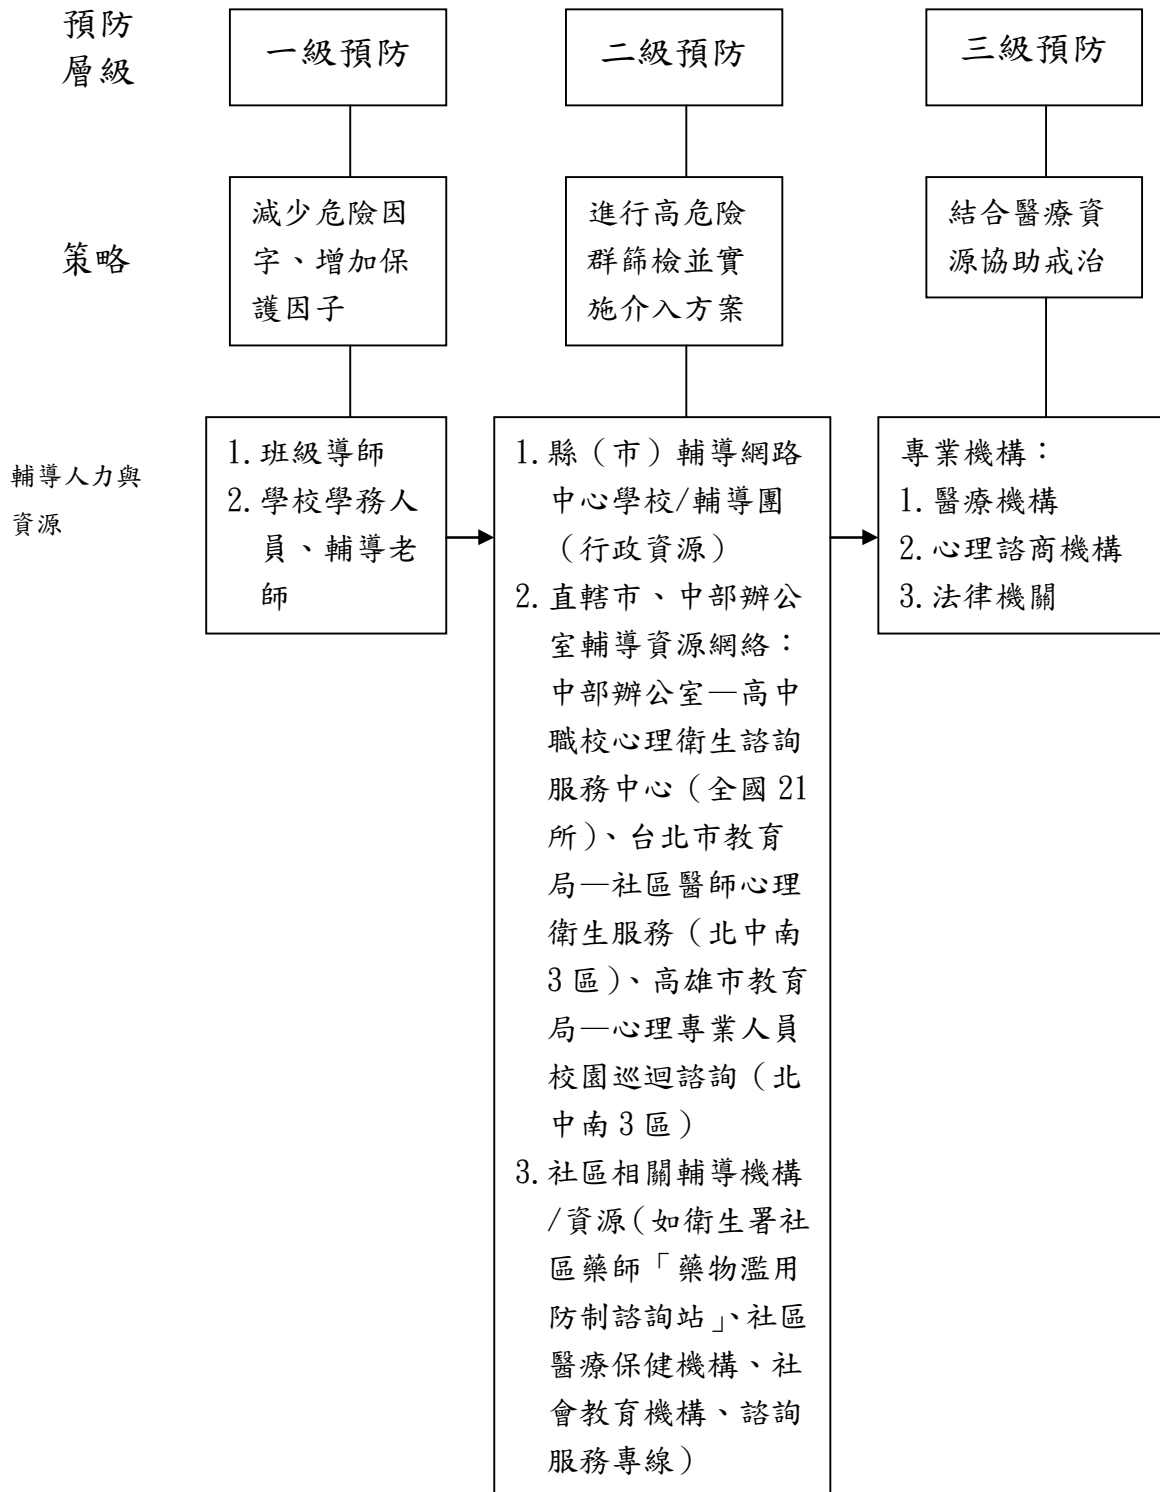 預防
層級
一級預防
二級預防
三級預防
策略
減少危險因
字、增加保
護因子
進行高危險
群篩檢並實
施介入方案
結合醫療資
源協助戒治
輔導人力與
資源
1.班級導師
2.學校學務人
員、輔導老
師
1.縣（市）輔導網路
中心學校/輔導團
（行政資源）
2.直轄市、中部辦公
室輔導資源網絡：
中部辦公室—高中
職校心理衛生諮詢
服務中心（全國 21
所）、台北市教育
局—社區醫師心理
衛生服務（北中南
3 區）、高雄市教育
局—心理專業人員
校園巡迴諮詢（北
中南 3 區）
3.社區相關輔導機構
/資源（如衛生署社
區藥師「藥物濫用
防制諮詢站」、社區
醫療保健機構、社
會教育機構、諮詢
服務專線）
專業機構：
1.醫療機構
2.心理諮商機構
3.法律機關